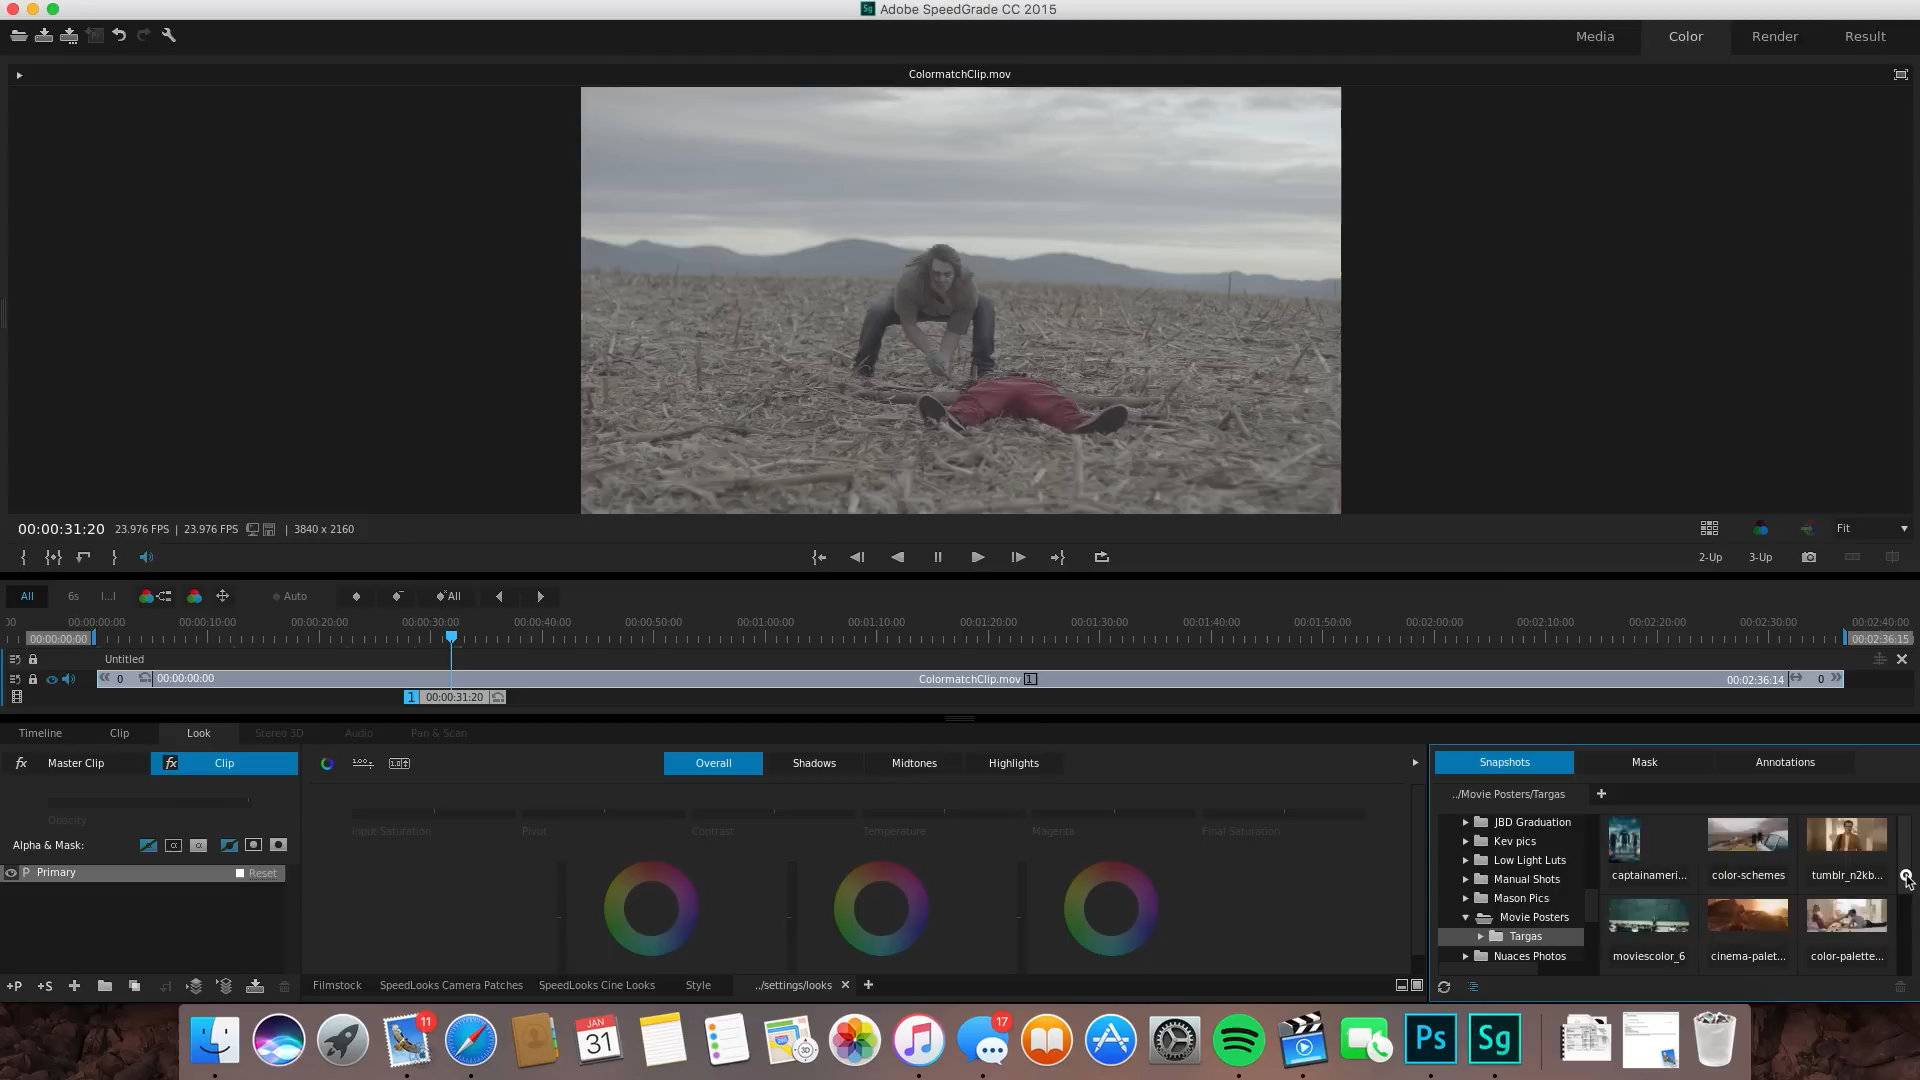 Adobe SpeedGrade CC 2015
Media
Color
Render
Result
ColormatchClip.mov
00:00:31:20
23.976 FPS | 23.976 FPS
| 3840 x 2160
Fit
2-Up
3-Up
All
6s
I...I
Auto
All
00:00:00:00
00:00:10:00
00:00:20:00
00:00:30:00
00:00:40:00
00:00:50:00
00:01:00:00
00:01:10:00
00:01:20:00
00:01:30:00
00:01:40:00
00:01:50:00
00:02:00:00
00:02:10:00
00:02:20:00
00:02:30:00
00:02:40:00
00:00:00:00
00:02:36:15
Untitled
0
00:00:00:00
ColormatchClip.mov 1
00:02:36:14
0
1 00:00:31:20
Timeline
Clip
Look
Stereo 3D
Audio
Pan & Scan
fx Master Clip
fx Clip
Overall
Shadows
Midtones
Highlights
Snapshots
Mask
Annotations
Opacity
Alpha & Mask:
P Primary
Reset
Input Saturation
Pivot
Contrast
Temperature
Magenta
Final Saturation
../Movie Posters/Targas
JBD Graduation
Kev pics
Low Light Luts
Manual Shots
Mason Pics
Movie Posters
Targas
Nuaces Photos
captainameri...
color-schemes
tumblr_n2kb...
moviescolor_6
cinema-palet...
color-palette...
+P
+S
Filmstock
SpeedLooks Camera Patches
SpeedLooks Cine Looks
Style
../settings/looks
11
JAN
31
17
Ps
Sg